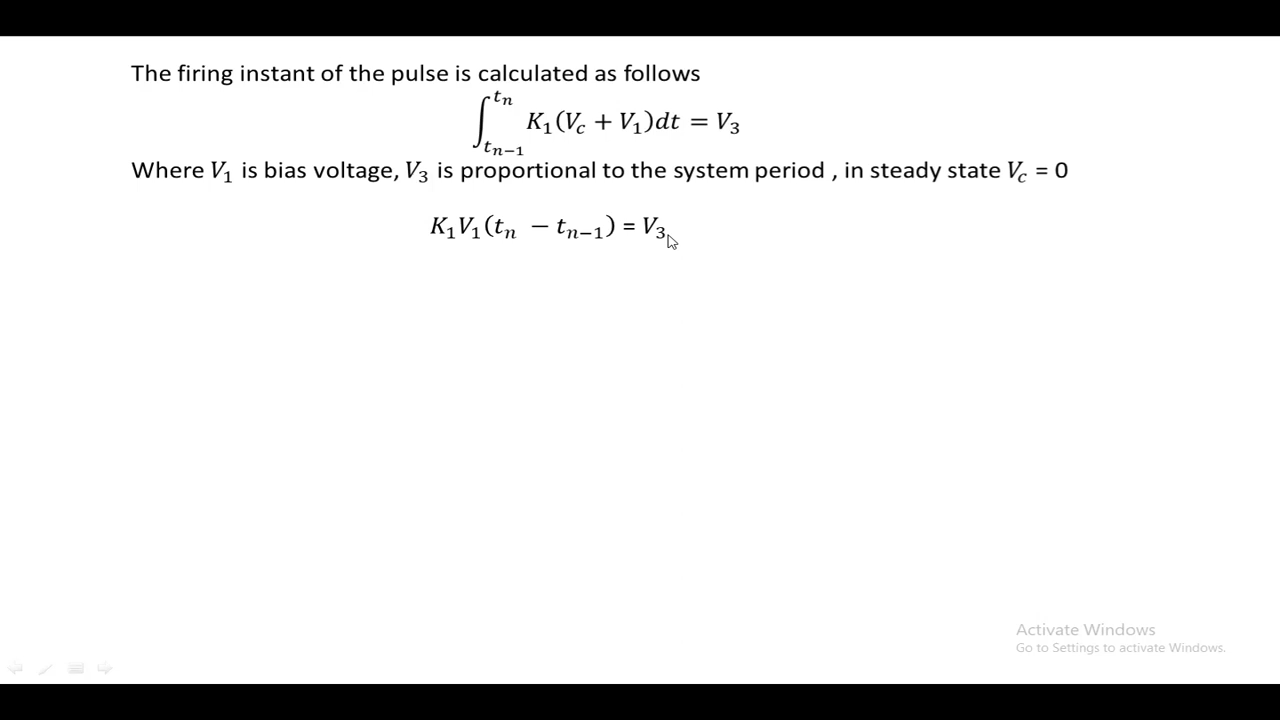 The firing instant of the pulse is calculated as follows
∫_{t_{n−1}}^{t_n} K₁(V_c + V₁)dt = V₃
Where V₁ is bias voltage, V₃ is proportional to the system period , in steady state V_c = 0
K₁V₁(t_n − t_{n−1}) = V₃
Activate Windows
Go to Settings to activate Windows.